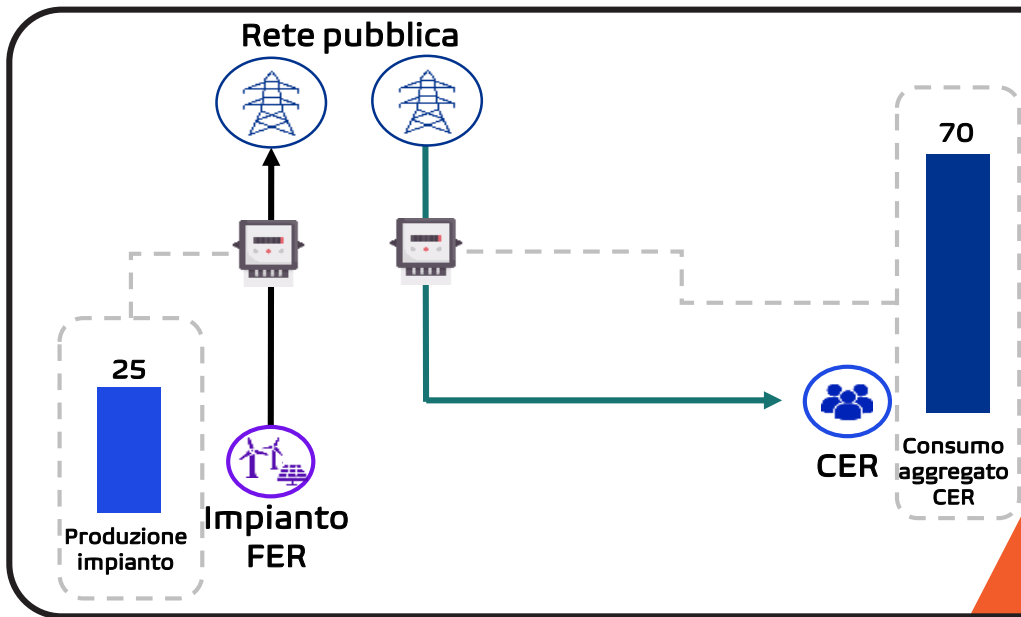 Rete pubblica
70
25
Produzione
impianto
Impianto
FER
CER
Consumo
aggregato
CER